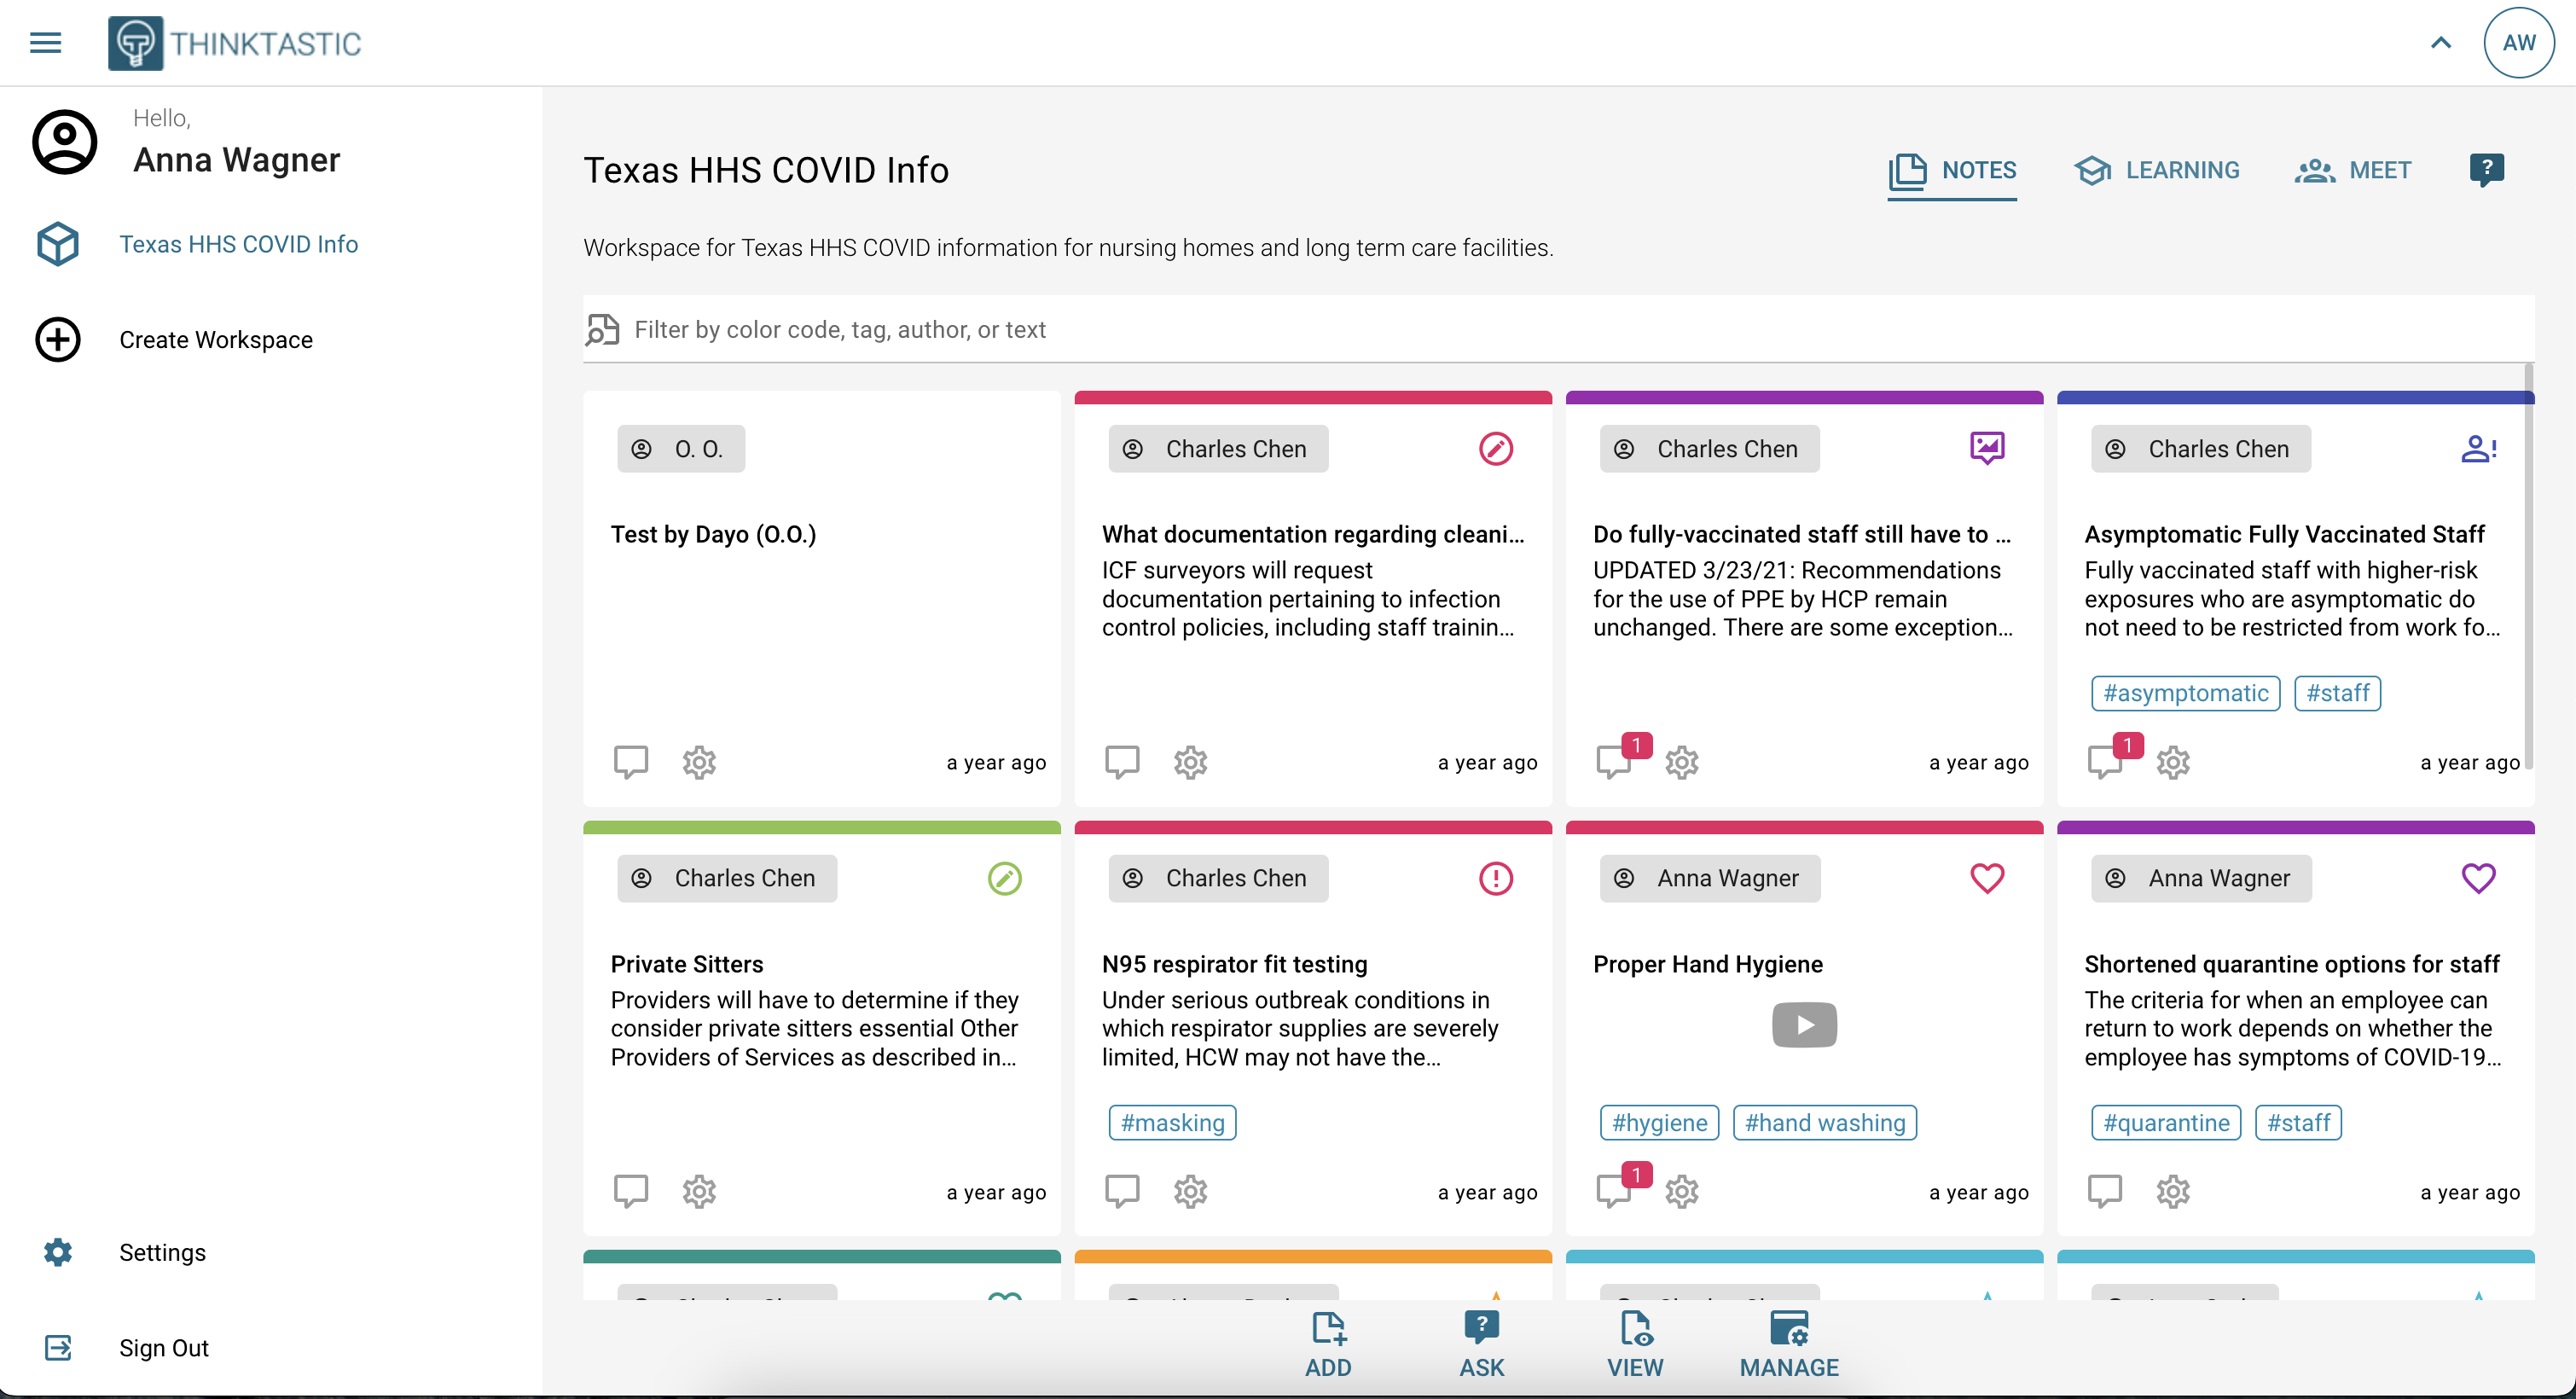 THINKTASTIC
AW
Hello,
Anna Wagner
Texas HHS COVID Info
Create Workspace
Settings
Sign Out
Texas HHS COVID Info
NOTES
LEARNING
MEET
?
Workspace for Texas HHS COVID information for nursing homes and long term care facilities.
Filter by color code, tag, author, or text
O. O.
Test by Dayo (O.O.)
a year ago
Charles Chen
What documentation regarding cleani...
ICF surveyors will request
documentation pertaining to infection
control policies, including staff trainin...
a year ago
Charles Chen
Do fully-vaccinated staff still have to ...
UPDATED 3/23/21: Recommendations
for the use of PPE by HCP remain
unchanged. There are some exception...
1
a year ago
Charles Chen
Asymptomatic Fully Vaccinated Staff
Fully vaccinated staff with higher-risk
exposures who are asymptomatic do
not need to be restricted from work fo...
#asymptomatic #staff
1
a year ago
Charles Chen
Private Sitters
Providers will have to determine if they
consider private sitters essential Other
Providers of Services as described in...
a year ago
Charles Chen
N95 respirator fit testing
Under serious outbreak conditions in
which respirator supplies are severely
limited, HCW may not have the...
#masking
a year ago
Anna Wagner
Proper Hand Hygiene
#hygiene #hand washing
1
a year ago
Anna Wagner
Shortened quarantine options for staff
The criteria for when an employee can
return to work depends on whether the
employee has symptoms of COVID-19...
#quarantine #staff
a year ago
ADD
? ASK
VIEW
MANAGE